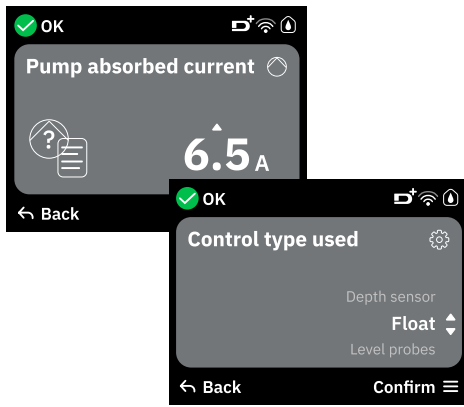 OK
D+
Pump absorbed current
?
6.5 A
Back
OK
D+
Control type used
Depth sensor
Float
Level probes
Back
Confirm